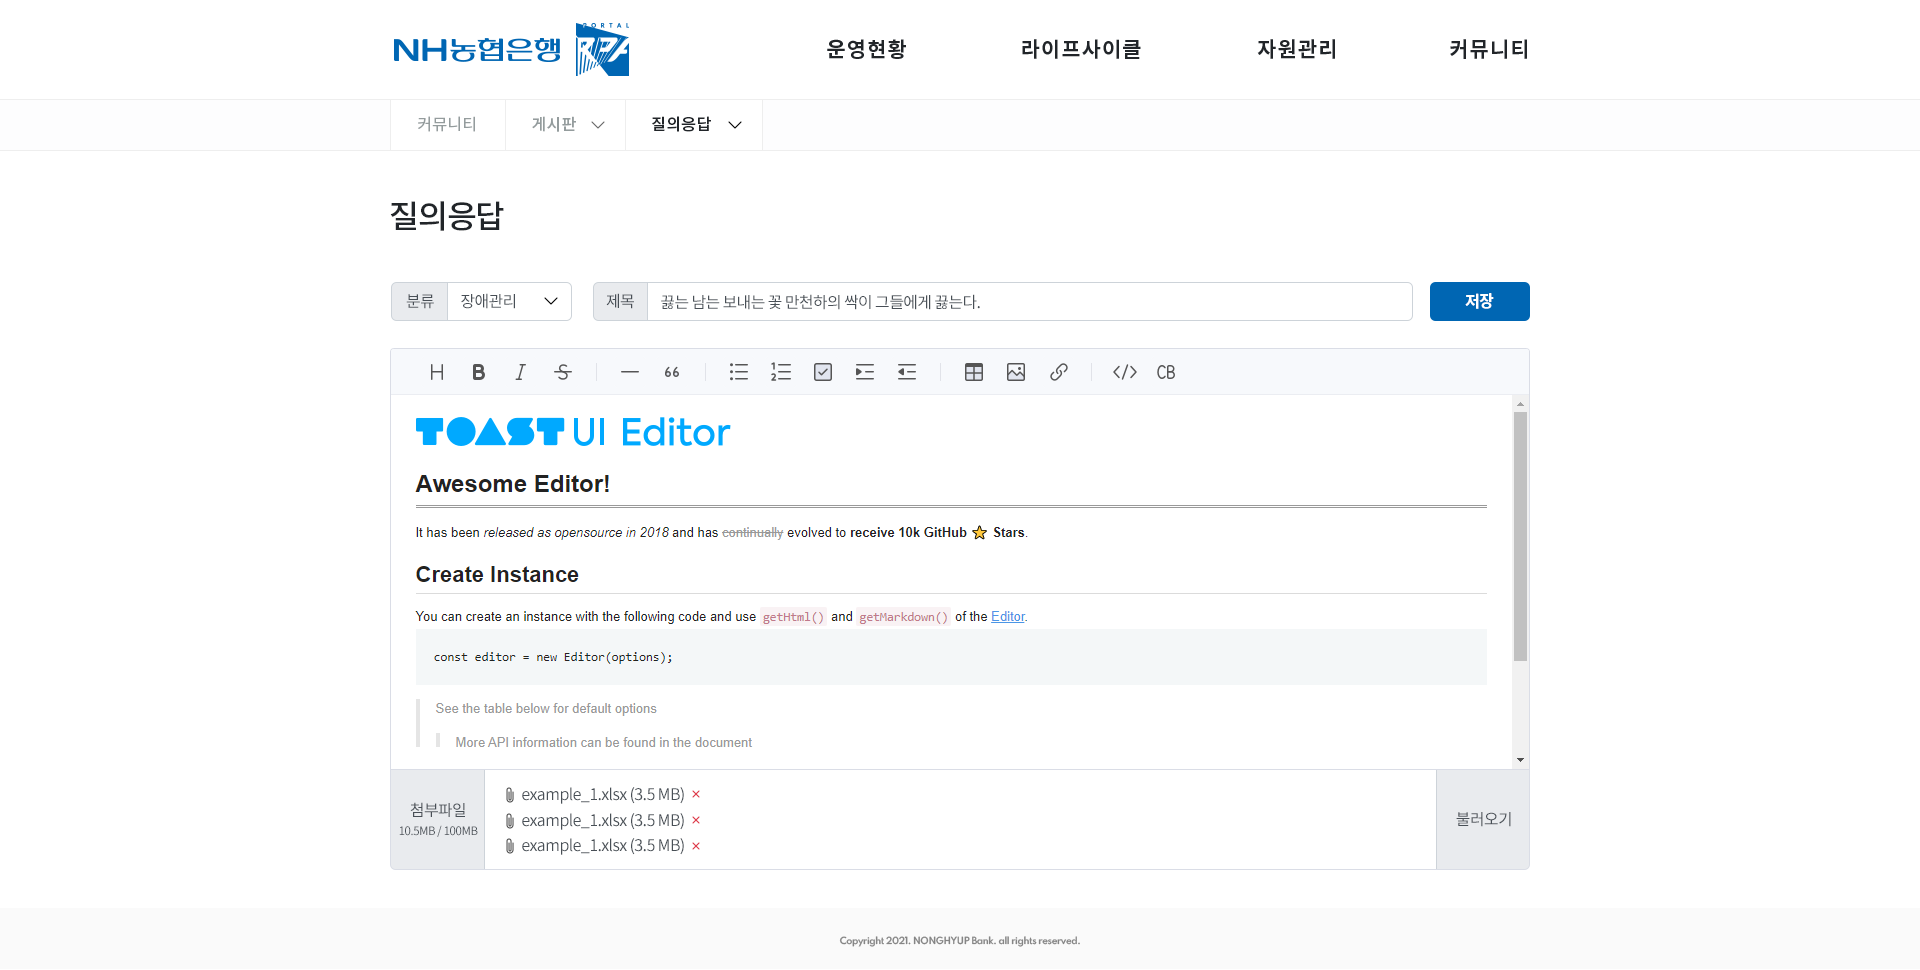 NH농협은행 PORTAL RPA
운영현황 라이프사이클 자원관리 커뮤니티
커뮤니티 게시판 질의응답
질의응답
분류 장애관리 제목 끓는 남는 보내는 꽃 만천하의 싹이 그들에게 끓는다. 저장
H B I S — 66 </> CB
TOAST UI Editor
Awesome Editor!
It has been released as opensource in 2018 and has continually evolved to receive 10k GitHub ⭐ Stars.
Create Instance
You can create an instance with the following code and use getHtml() and getMarkdown() of the Editor.
const editor = new Editor(options);
See the table below for default options
More API information can be found in the document
첨부파일
10.5MB / 100MB
example_1.xlsx (3.5 MB) ×
example_1.xlsx (3.5 MB) ×
example_1.xlsx (3.5 MB) ×
불러오기
Copyright 2021. NONGHYUP Bank. all rights reserved.